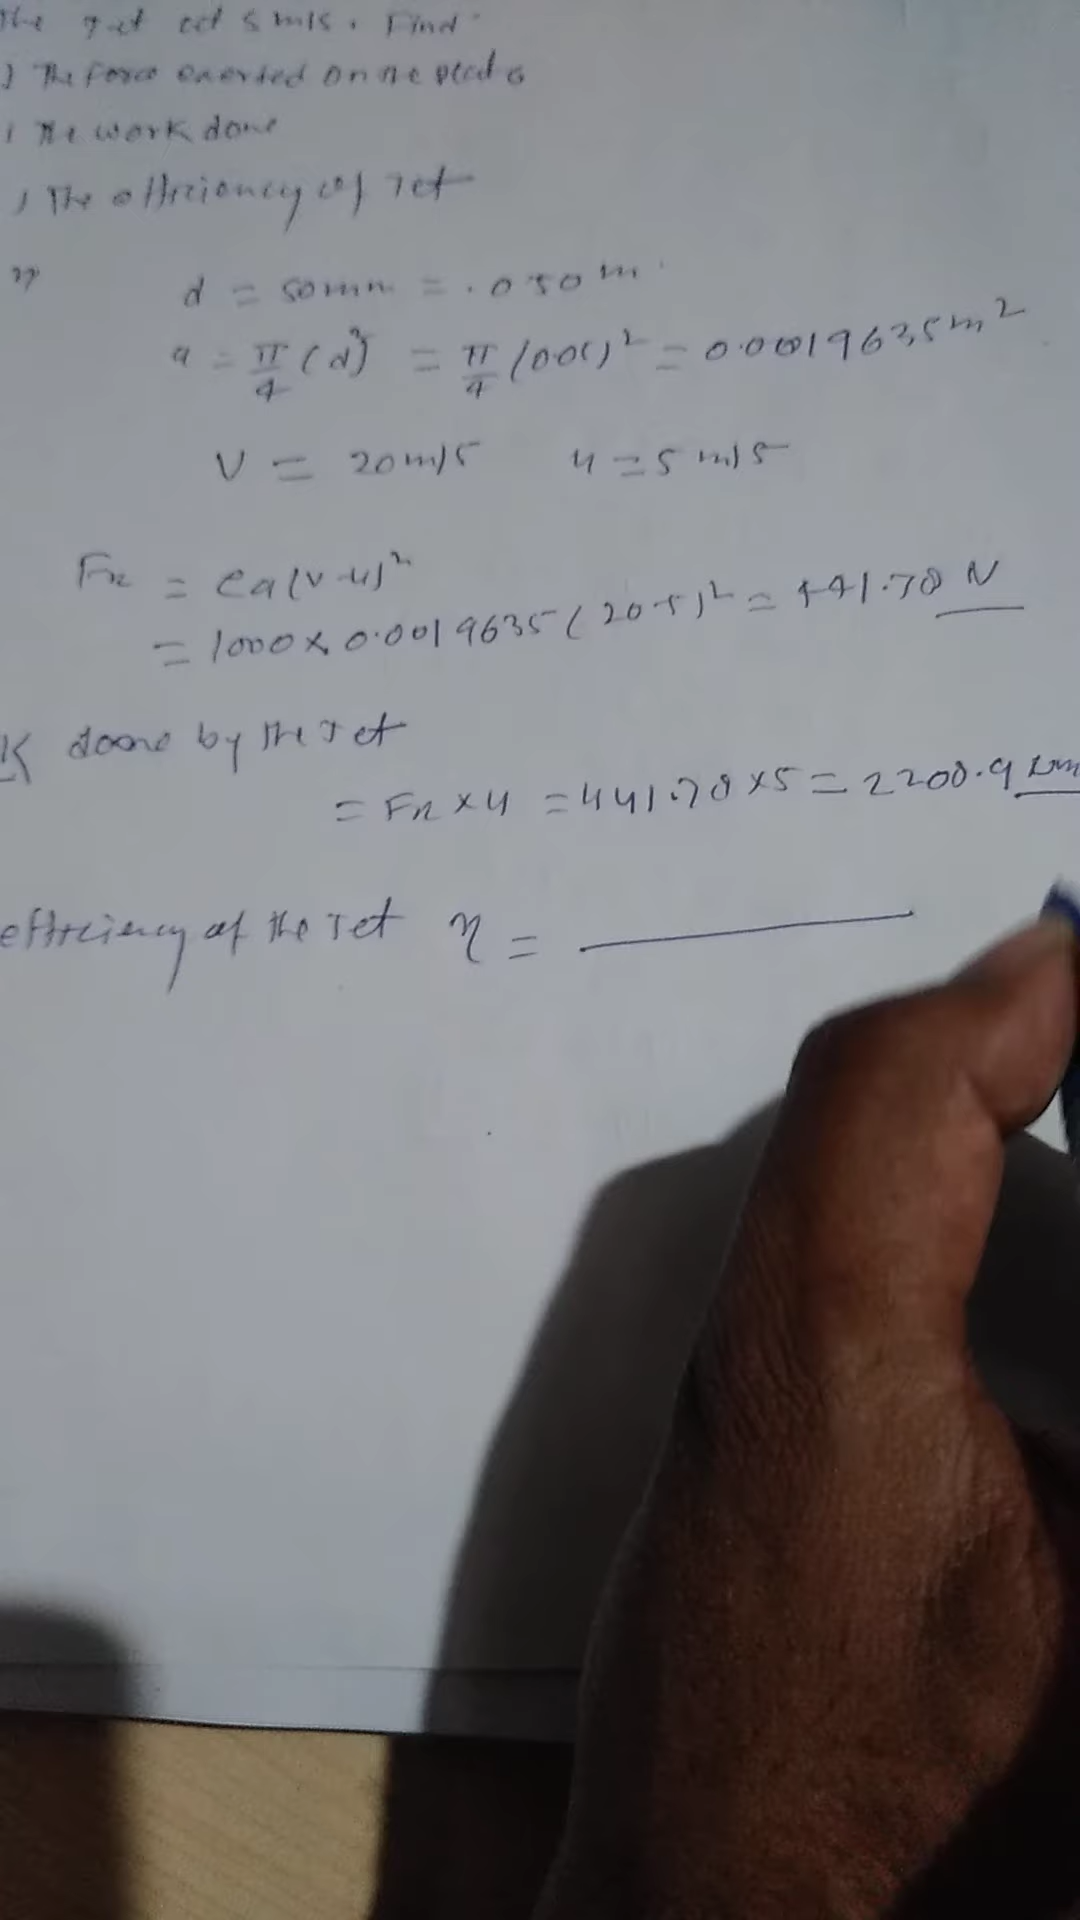 The Jet at 5 m/s. Find
) The force exerted on the plate
) The work done
) The efficiency of Jet
d = 50mm = .050 m.
a = π/4 (d)² = π/4 (0.05)² = 0.0019635 m²
V = 20m/s u = 5 m/s
Fx = ρa(v-u)²
= 1000 × 0.0019635 (20-5)² = 441.78 N
k done by the Jet
= Fx × u = 441.78 × 5 = 2208.9 Nm
efficiency of the Jet η =